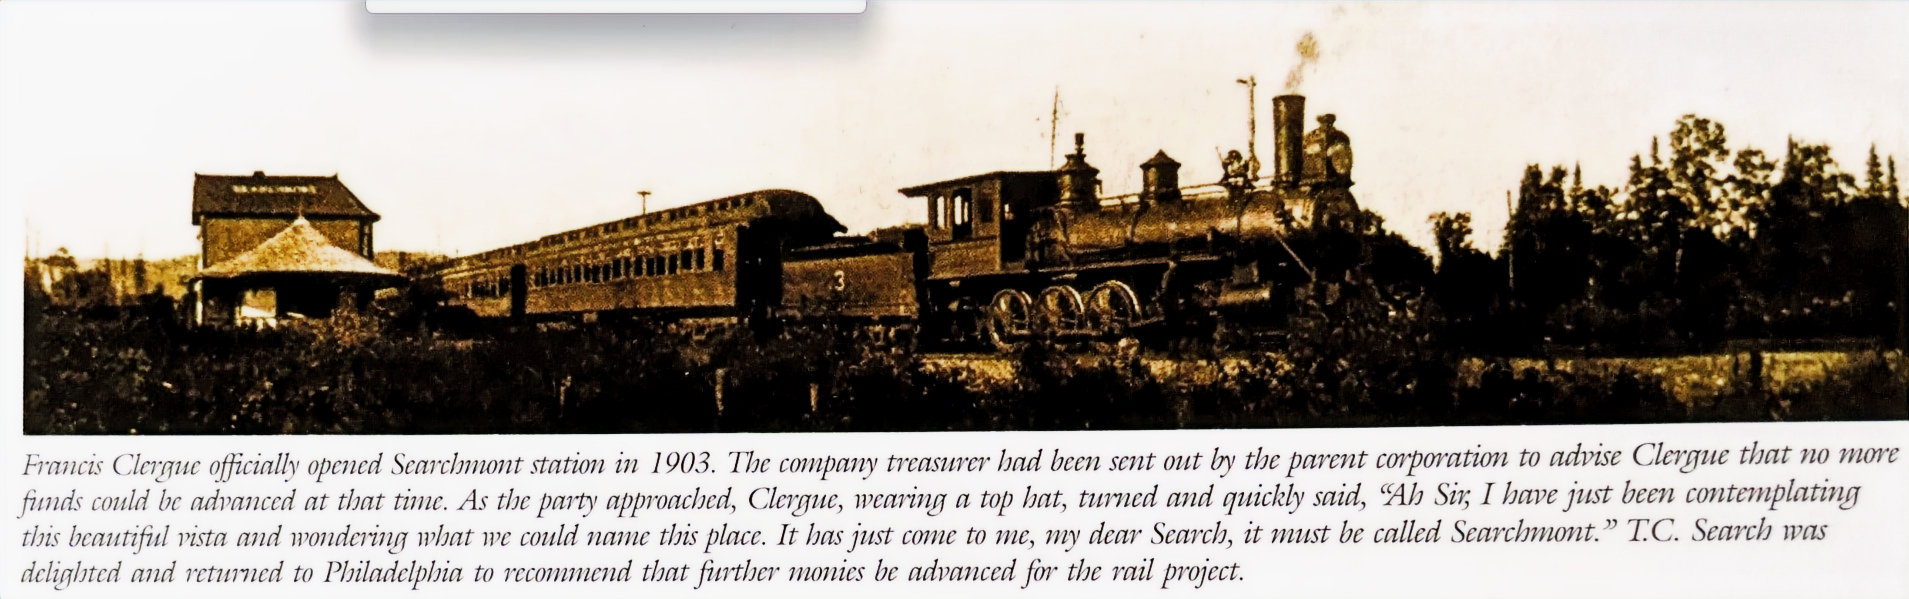 SEARCHMONT
3
Francis Clergue officially opened Searchmont station in 1903. The company treasurer had been sent out by the parent corporation to advise Clergue that no more
funds could be advanced at that time. As the party approached, Clergue, wearing a top hat, turned and quickly said, “Ah Sir, I have just been contemplating
this beautiful vista and wondering what we could name this place. It has just come to me, my dear Search, it must be called Searchmont.” T.C. Search was
delighted and returned to Philadelphia to recommend that further monies be advanced for the rail project.